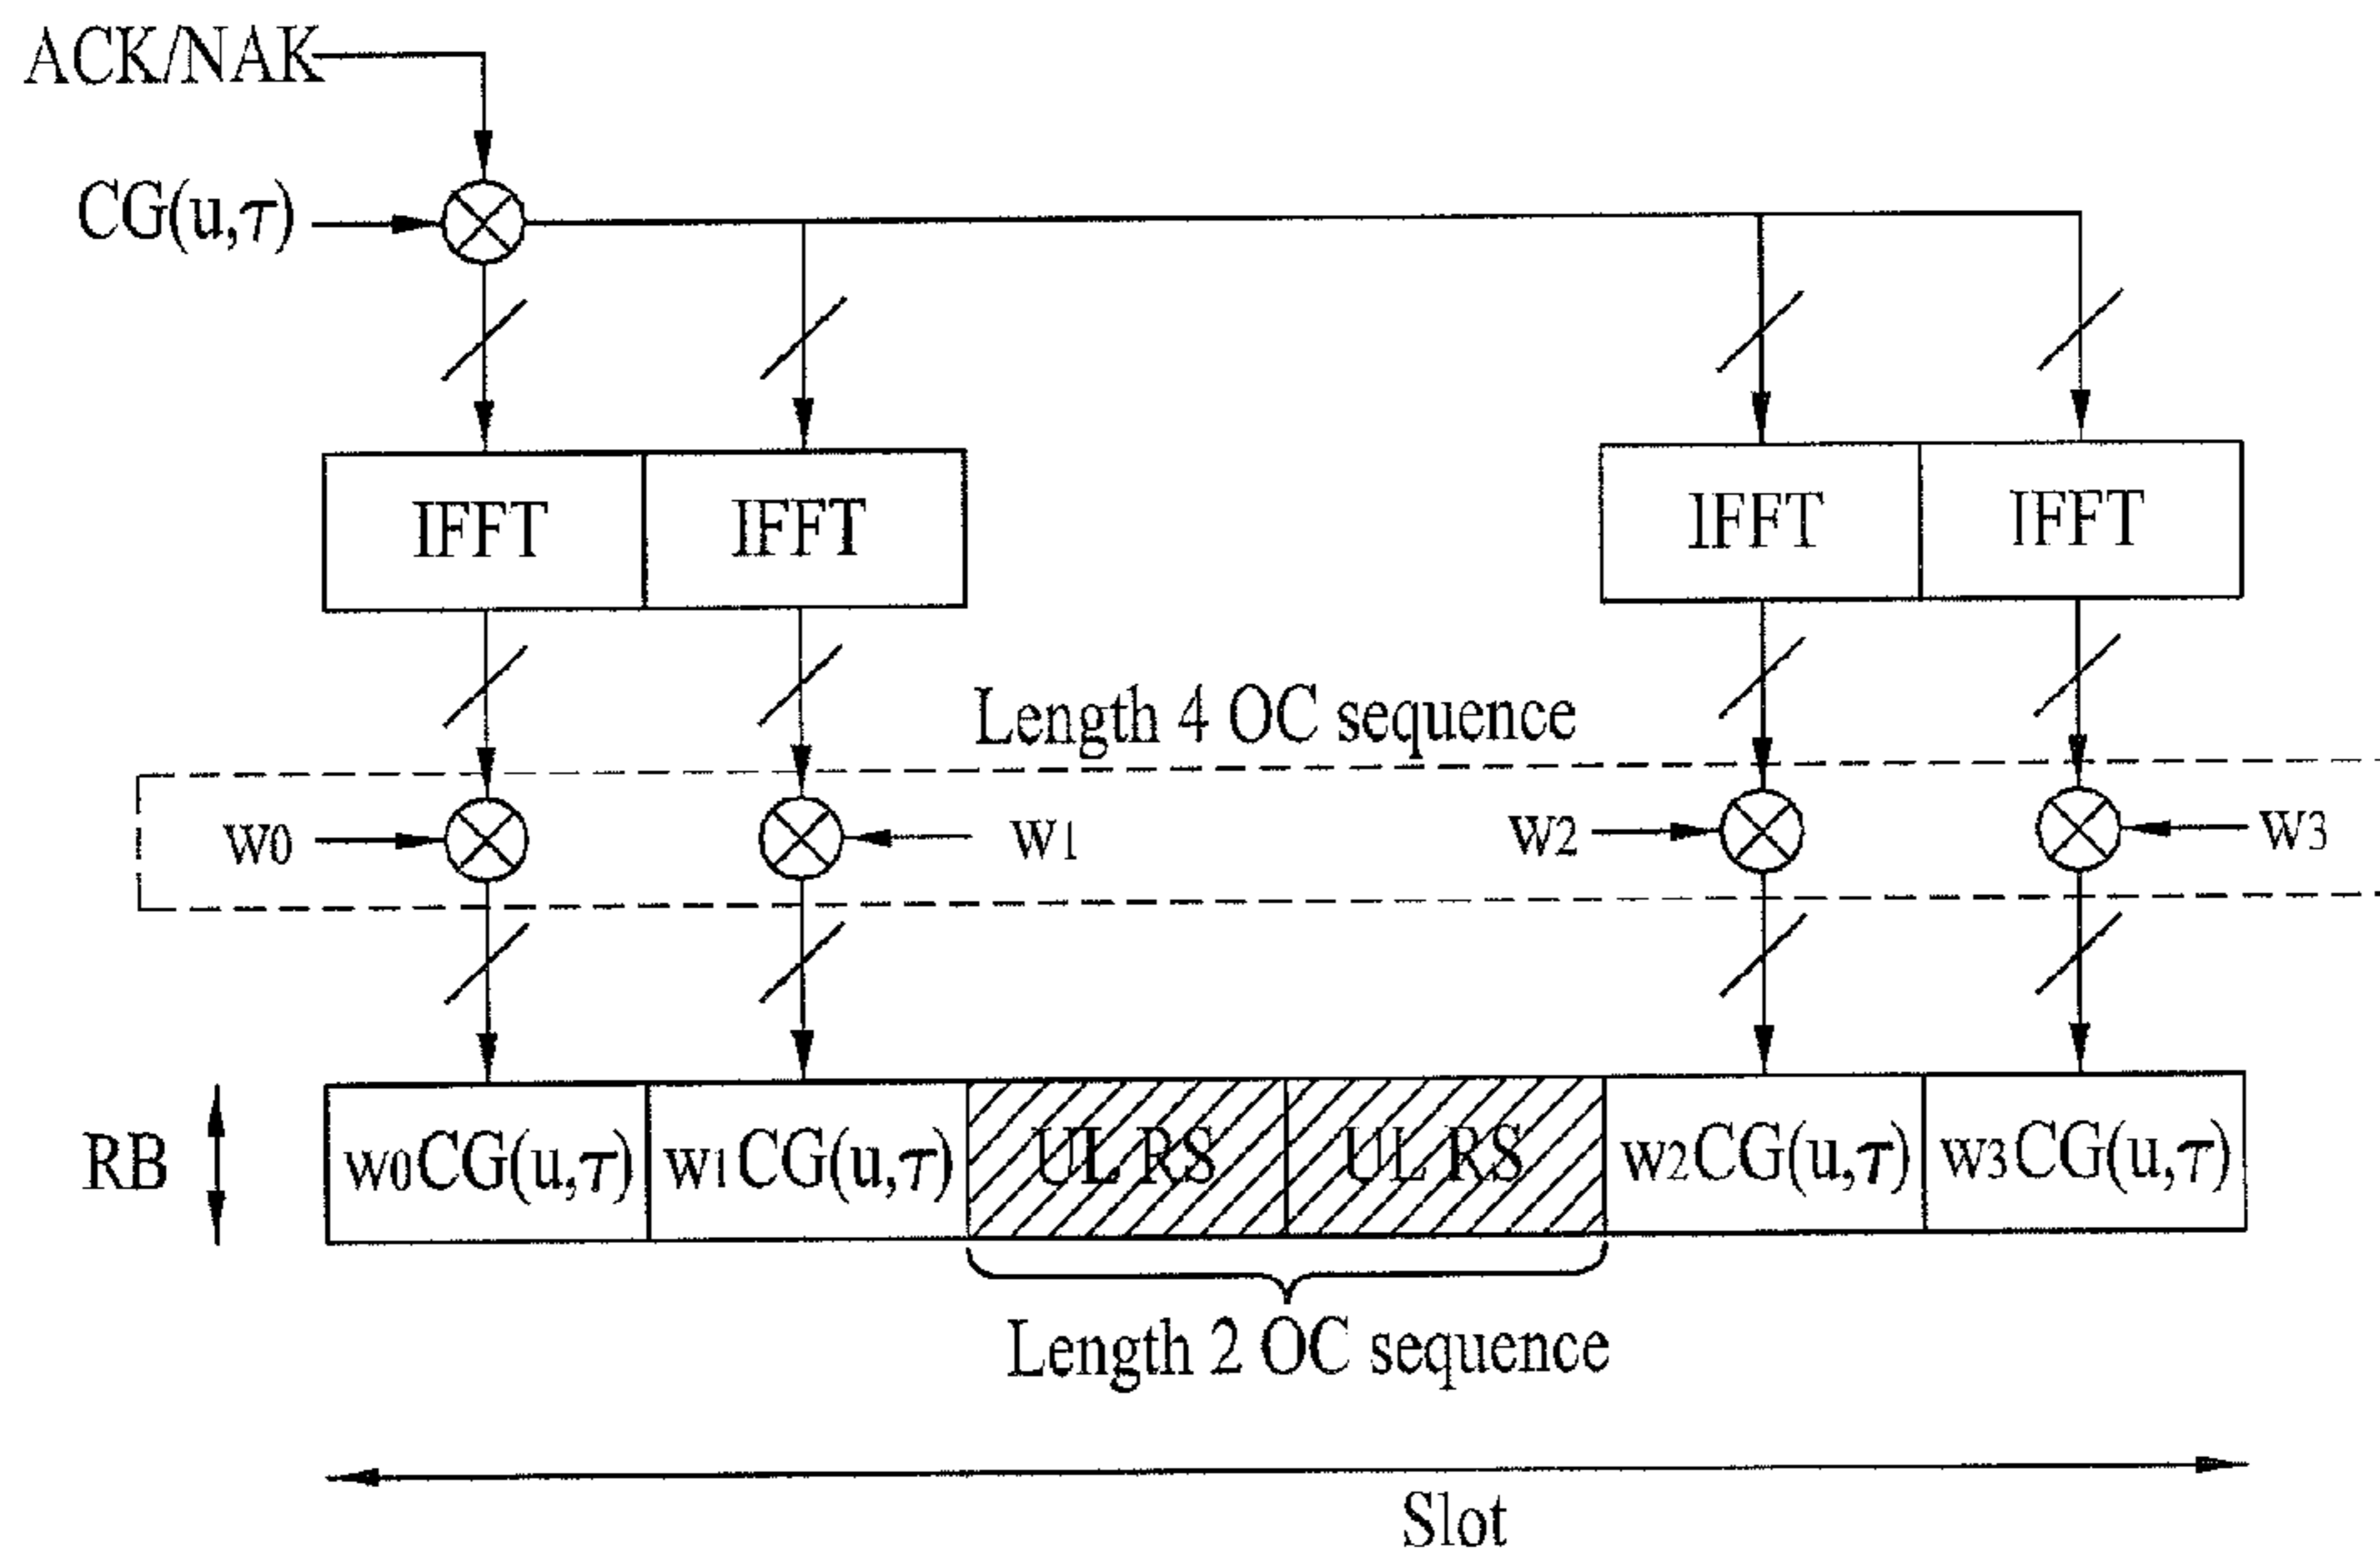 ACK/NAK
CG(u,τ)
IFFT IFFT IFFT IFFT
Length 4 OC sequence
w0 w1 w2 w3
RB w0CG(u,τ) w1CG(u,τ) UL RS UL RS w2CG(u,τ) w3CG(u,τ)
Length 2 OC sequence
Slot